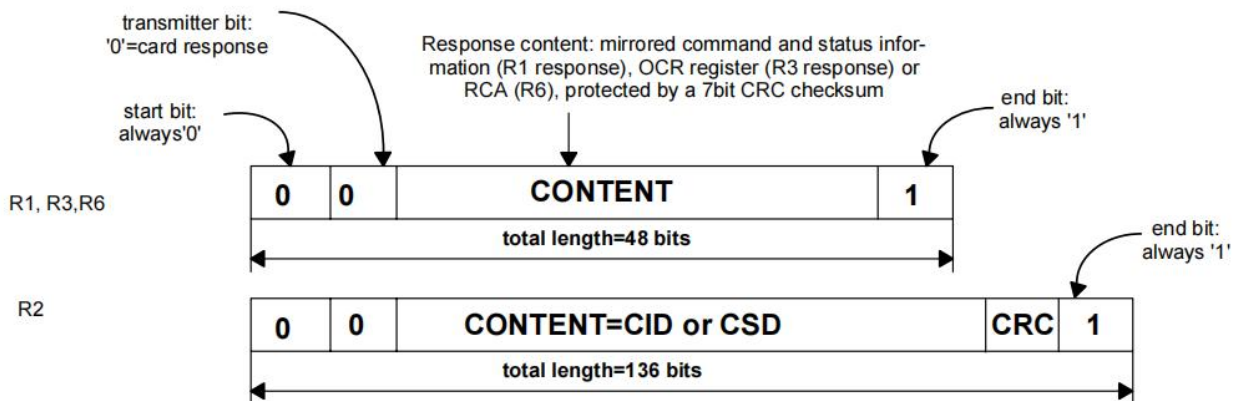 transmitter bit:
'0'=card response
Response content: mirrored command and status infor-
mation (R1 response), OCR register (R3 response) or
RCA (R6), protected by a 7bit CRC checksum
start bit:
always'0'
end bit:
always '1'
R1, R3,R6
0 0 CONTENT 1
total length=48 bits
end bit:
always '1'
R2
0 0 CONTENT=CID or CSD CRC 1
total length=136 bits